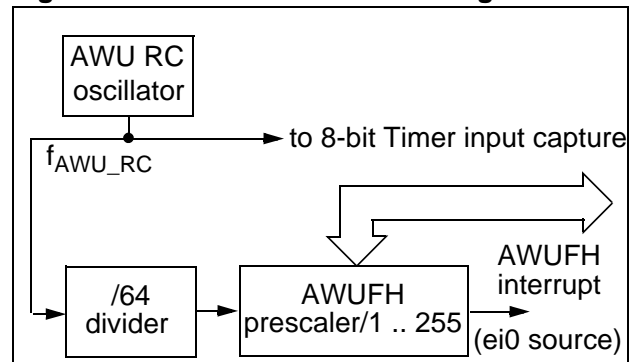 AWU RC
oscillator
to 8-bit Timer input capture
fAWU_RC
/64
divider
AWUFH
prescaler/1 .. 255
AWUFH
interrupt
(ei0 source)